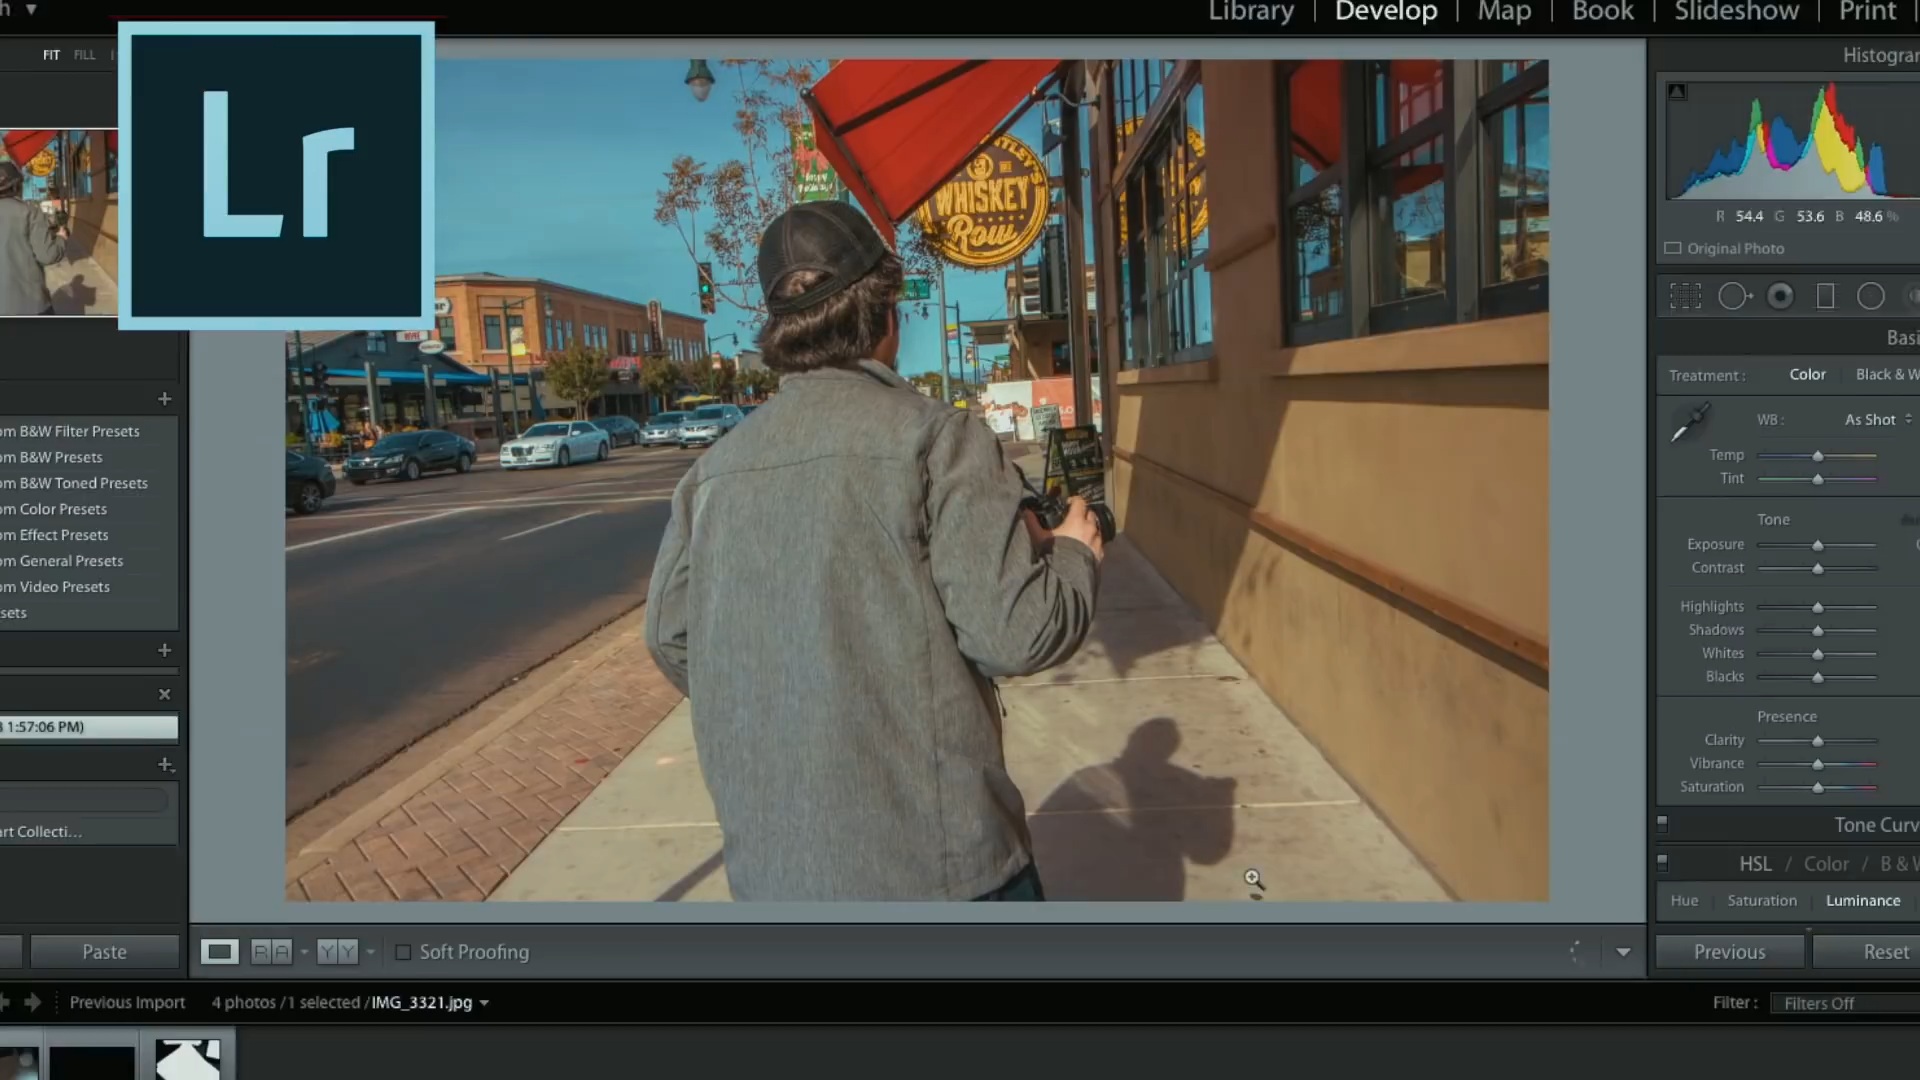 h
Library | Develop | Map | Book | Slideshow | Print
FIT FILL
Lr
Histogra
R 54.4 G 53.6 B 48.6 %
Original Photo
WHISKEY
Row
Basi
Treatment : Color Black & W
WB : As Shot
Temp
Tint
Tone
Exposure
Contrast
Highlights
Shadows
Whites
Blacks
Presence
Clarity
Vibrance
Saturation
Tone Curv
HSL / Color / B & W
Hue Saturation Luminance
Previous Reset
om B&W Filter Presets
om B&W Presets
om B&W Toned Presets
om Color Presets
om Effect Presets
om General Presets
om Video Presets
sets
1:57:06 PM)
art Collecti...
Paste
R A Y Y Soft Proofing
Previous Import 4 photos / 1 selected / IMG_3321.jpg
Filter : Filters Off